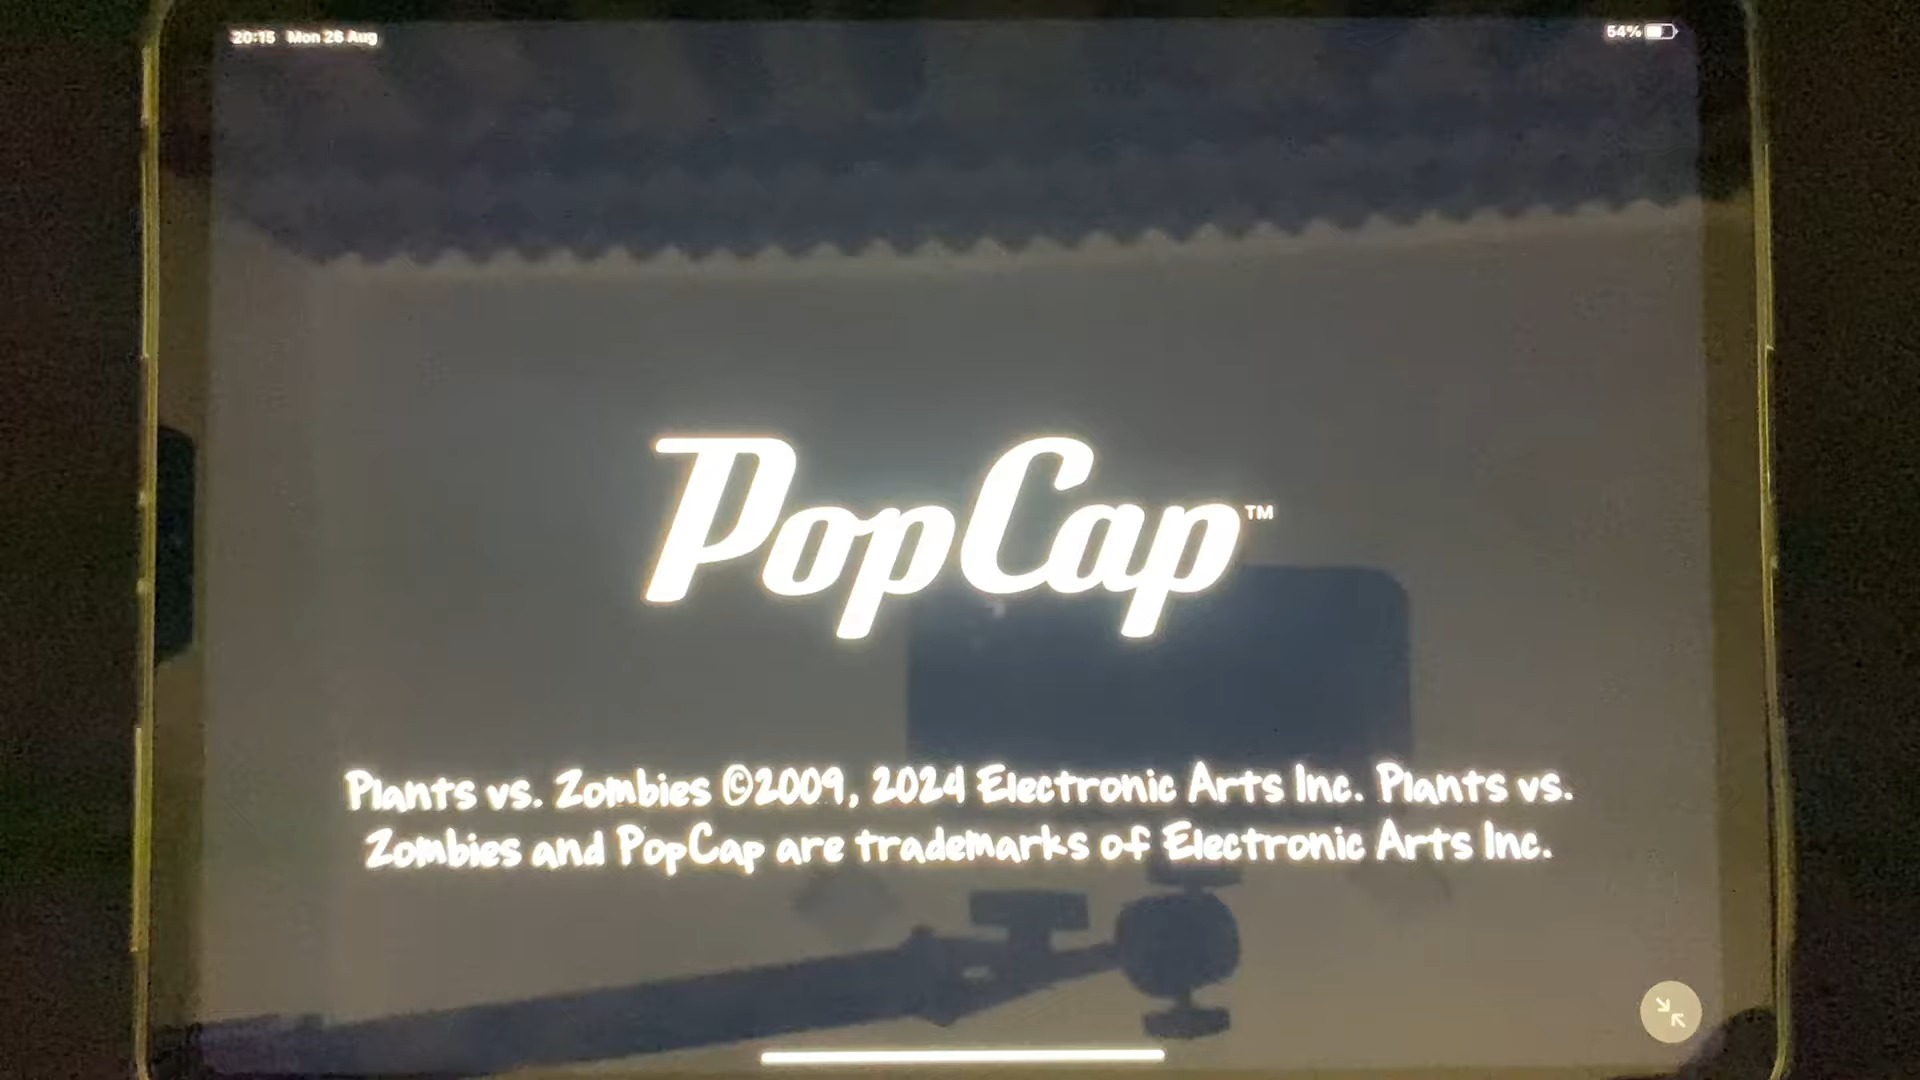 20:15 Mon 26 Aug
54%
PopCap™
Plants vs. Zombies ©2009, 2024 Electronic Arts Inc. Plants vs.
Zombies and PopCap are trademarks of Electronic Arts Inc.